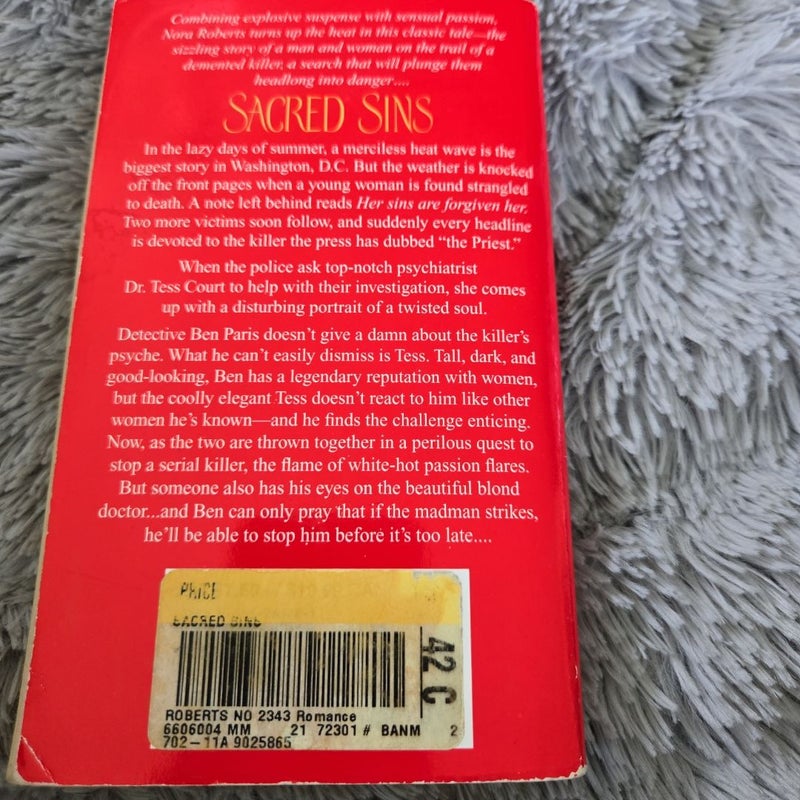 Combining explosive suspense with sensual passion,
Nora Roberts turns up the heat in this classic tale—the
sizzling story of a man and woman on the trail of a
demented killer, a search that will plunge them
headlong into danger....
SACRED SINS
In the lazy days of summer, a merciless heat wave is the
biggest story in Washington, D.C. But the weather is knocked
off the front pages when a young woman is found strangled
to death. A note left behind reads Her sins are forgiven her.
Two more victims soon follow, and suddenly every headline
is devoted to the killer the press has dubbed “the Priest.”
When the police ask top-notch psychiatrist
Dr. Tess Court to help with their investigation, she comes
up with a disturbing portrait of a twisted soul.
Detective Ben Paris doesn’t give a damn about the killer’s
psyche. What he can’t easily dismiss is Tess. Tall, dark, and
good-looking, Ben has a legendary reputation with women,
but the coolly elegant Tess doesn’t react to him like other
women he’s known—and he finds the challenge enticing.
Now, as the two are thrown together in a perilous quest to
stop a serial killer, the flame of white-hot passion flares.
But someone also has his eyes on the beautiful blond
doctor...and Ben can only pray that if the madman strikes,
he’ll be able to stop him before it’s too late....
PRICE
SACRED SINS
42 C
ROBERTS NO 2343 Romance
6606004 MM 21 72301 # BANM 2
702-11A 9025865